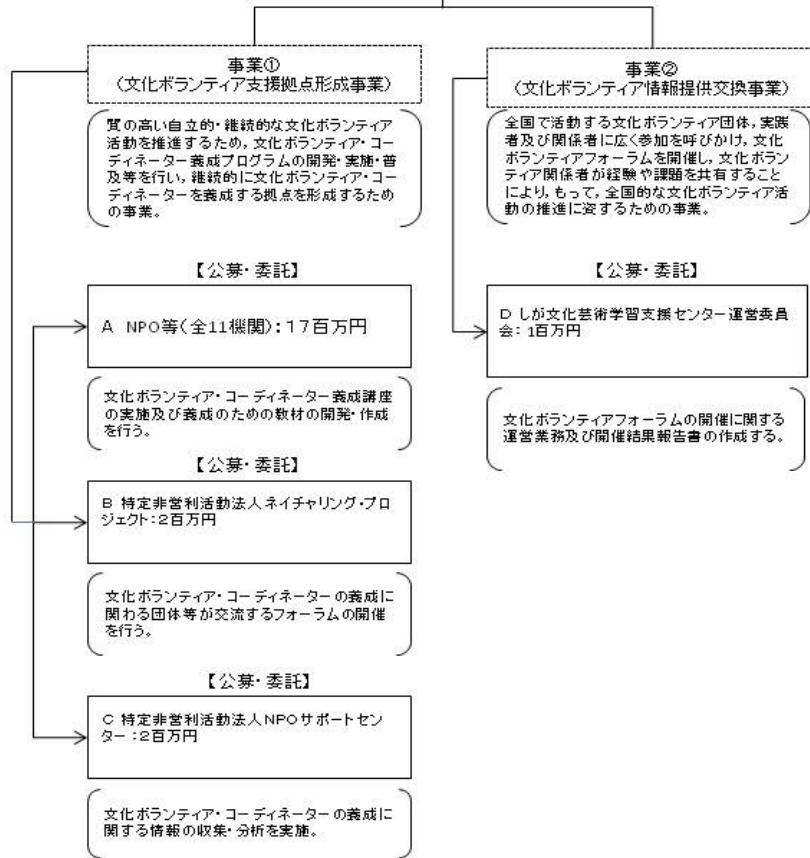 事業①
(文化ボランティア支援拠点形成事業)
質の高い自立的・継続的な文化ボランティア
活動を推進するため,文化ボランティア・コー
ディネーター養成プログラムの開発・実施・普
及等を行い,継続的に文化ボランティア・コー
ディネーターを養成する拠点を形成するため
の事業。
【公募・委託】
A NPO等(全11機関):17百万円
文化ボランティア・コーディネーター養成講座
の実施及び養成のための教材の開発・作成
を行う。
【公募・委託】
B 特定非営利活動法人ネイチャリング・プロ
ジェクト:2百万円
文化ボランティア・コーディネーターの養成に
関わる団体等が交流するフォーラムの開催
を行う。
【公募・委託】
C 特定非営利活動法人NPOサポートセン
ター:2百万円
文化ボランティア・コーディネーターの養成に
関する情報の収集・分析を実施。
事業②
(文化ボランティア情報提供交換事業)
全国で活動する文化ボランティア団体,実践
者及び関係者に広く参加を呼びかけ,文化
ボランティアフォーラムを開催し,文化ボラン
ティア関係者が経験や課題を共有すること
により,もって,全国的な文化ボランティア活
動の推進に資するための事業。
【公募・委託】
D しが文化芸術学習支援センター運営委員
会:1百万円
文化ボランティアフォーラムの開催に関する
運営業務及び開催結果報告書の作成する。